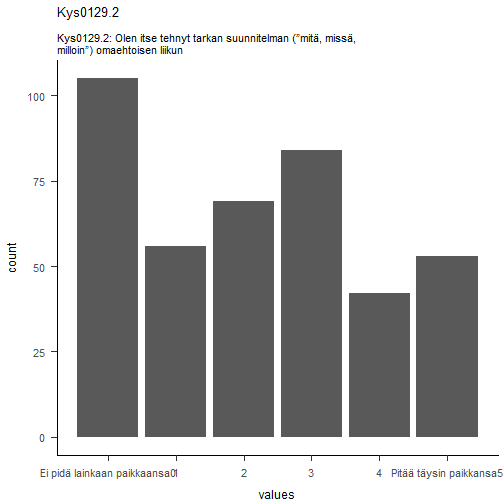 Kys0129.2
Kys0129.2: Olen itse tehnyt tarkan suunnitelman ("mitä, missä,
milloin") omaehtoisen liikun
100
75
50
25
0
count
Ei pidä lainkaan paikkaansa0 1 2 3 4 Pitää täysin paikkansa5
values